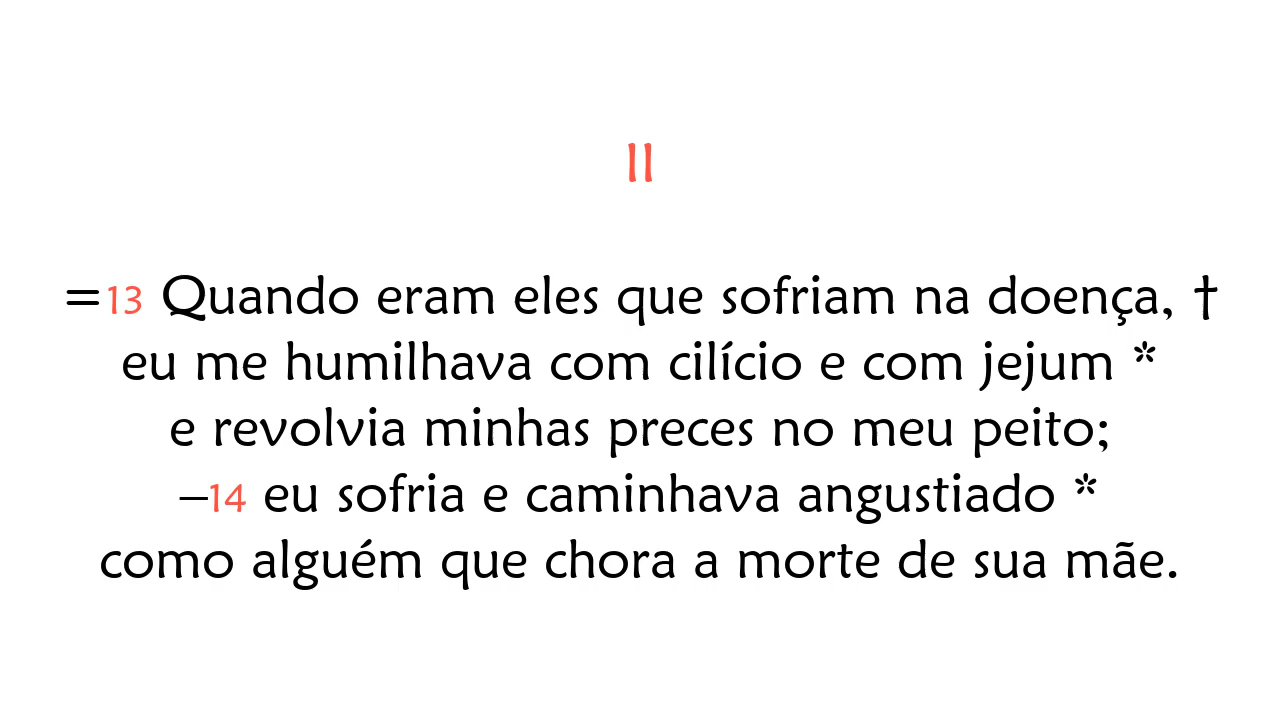 II
=13 Quando eram eles que sofriam na doença, †
eu me humilhava com cilício e com jejum *
e revolvia minhas preces no meu peito;
–14 eu sofria e caminhava angustiado *
como alguém que chora a morte de sua mãe.